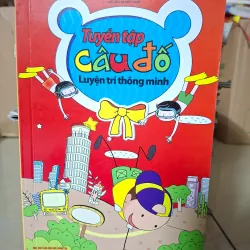 Tuyển tập
câu đố
Luyện trí thông minh